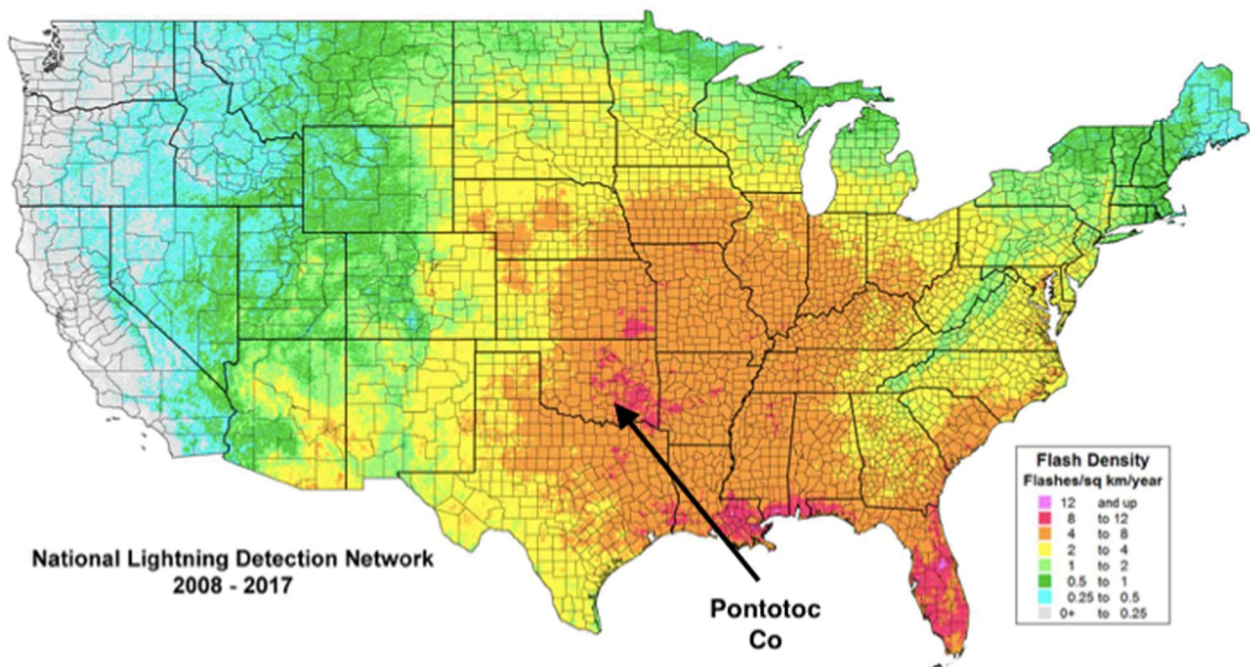 National Lightning Detection Network
2008 - 2017
Pontotoc
Co
Flash Density
Flashes/sq km/year
12 and up
8 to 12
4 to 8
2 to 4
1 to 2
0.5 to 1
0.25 to 0.5
0+ to 0.25